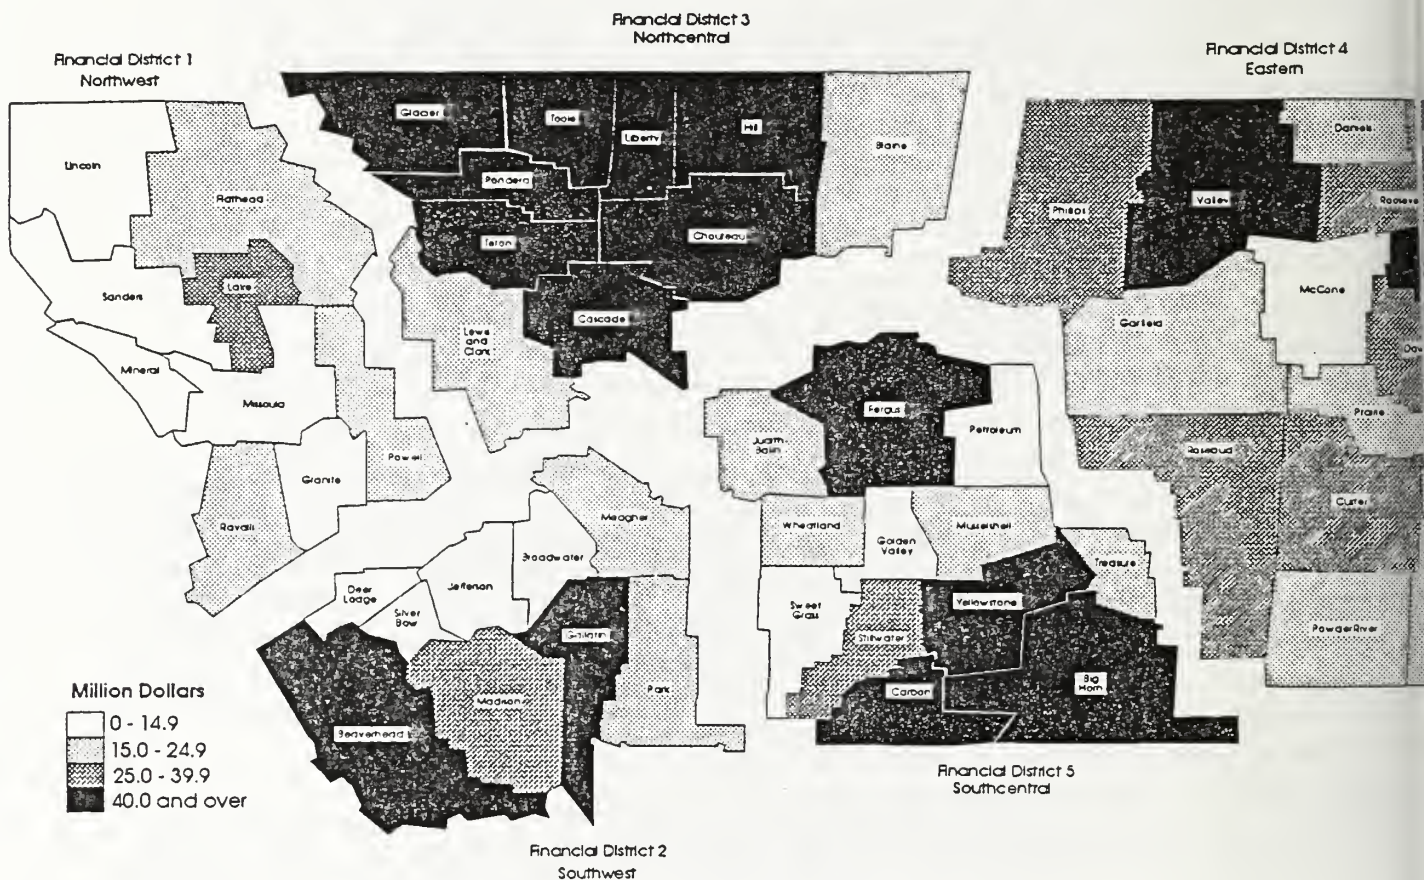 Financial District 3
Northcentral
Financial District 1
Northwest
Financial District 4
Eastern
Glacier
Toole
Liberty
Hill
Blaine
Daniels
Lincoln
Flathead
Pondera
Phillips
Valley
Teton
Chouteau
Sanders
Lake
McCone
Cascade
Garfield
Lewis
and
Clark
Mineral
Missoula
Fergus
Prairie
Petroleum
Judith
Basin
Powell
Rosebud
Granite
Custer
Ravalli
Meagher
Wheatland
Golden
Valley
Musselshell
Broadwater
Treasure
Jefferson
Deer
Lodge
Silver
Bow
Sweet
Grass
Yellowstone
Gallatin
Stillwater
Powder River
Big
Horn
Carbon
Park
Madison
Beaverhead
Million Dollars
0 - 14.9
15.0 - 24.9
25.0 - 39.9
40.0 and over
Financial District 5
Southcentral
Financial District 2
Southwest